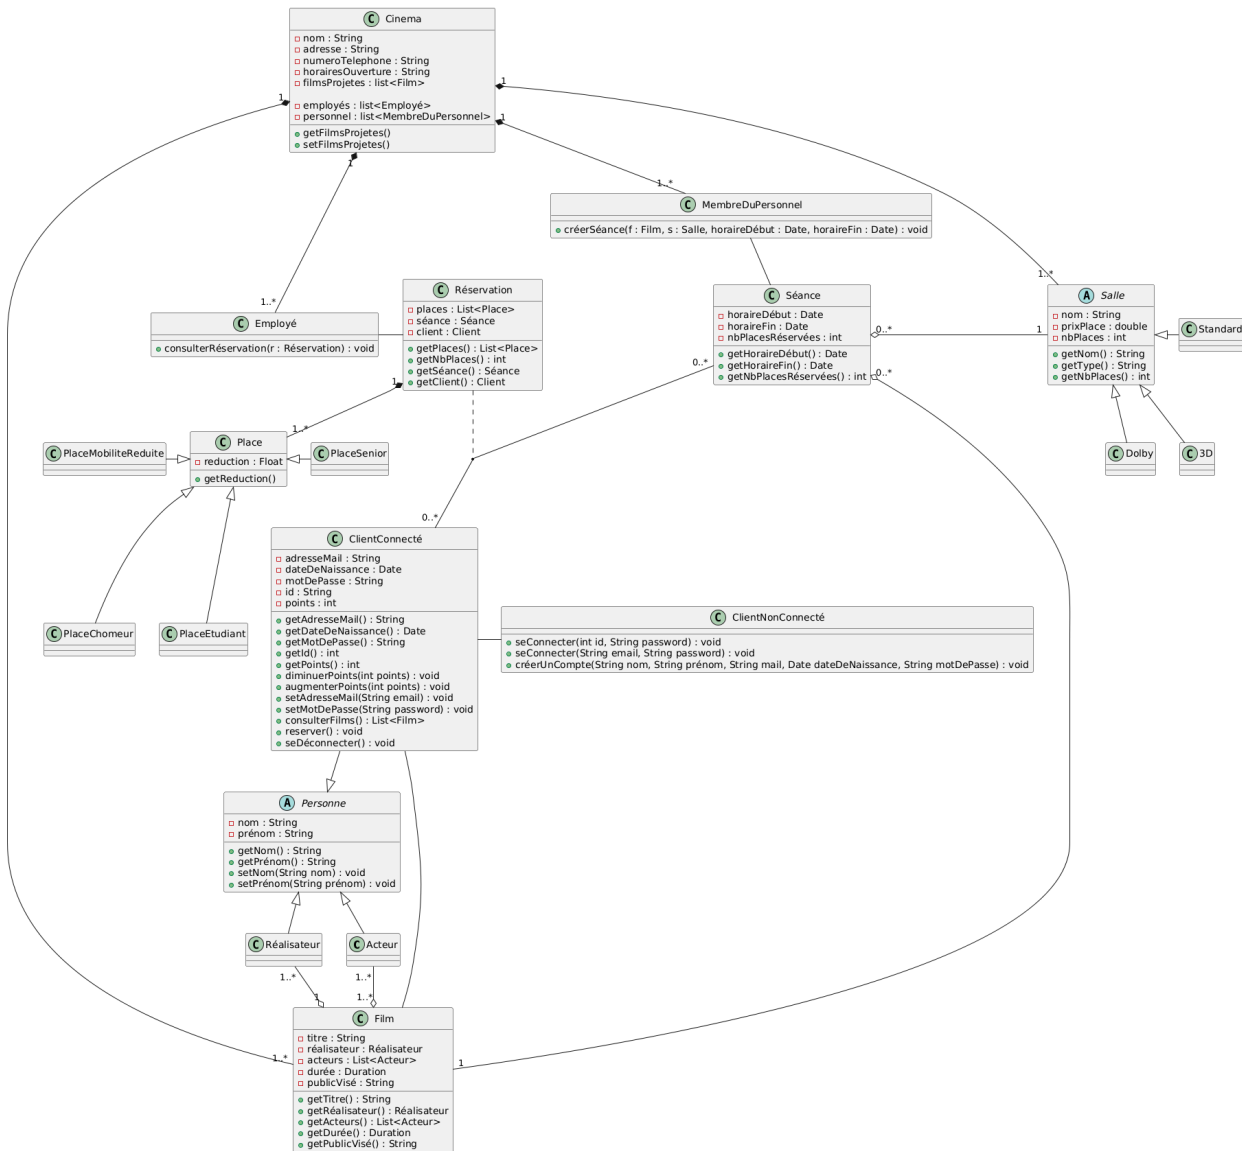 C Cinema
nom : String
adresse : String
numeroTelephone : String
horairesOuverture : String
filmsProjetes : list<Film>
employés : list<Employé>
personnel : list<MembreDuPersonnel>
getFilmsProjetes()
setFilmsProjetes()
1
1
1
1
1..*
1..*
1..*
C MembreDuPersonnel
créerSéance(f : Film, s : Salle, horaireDébut : Date, horaireFin : Date) : void
C Employé
consulterRéservation(r : Réservation) : void
C Réservation
places : List<Place>
séance : Séance
client : Client
getPlaces() : List<Place>
getNbPlaces() : int
getSéance() : Séance
getClient() : Client
C Séance
horaireDébut : Date
horaireFin : Date
nbPlacesRéservées : int
getHoraireDébut() : Date
getHoraireFin() : Date
getNbPlacesRéservées() : int
0..*
1
A Salle
nom : String
prixPlace : double
nbPlaces : int
getNom() : String
getType() : String
getNbPlaces() : int
C Standard
0..*
0..*
1
1..*
C PlaceMobiliteReduite
C Place
reduction : Float
getReduction()
C PlaceSenior
C Dolby
C 3D
0..*
C ClientConnecté
adresseMail : String
dateDeNaissance : Date
motDePasse : String
id : String
points : int
getAdresseMail() : String
getDateDeNaissance() : Date
getMotDePasse() : String
getId() : int
getPoints() : int
diminuerPoints(int points) : void
augmenterPoints(int points) : void
setAdresseMail(String email) : void
setMotDePasse(String password) : void
consulterFilms() : List<Film>
reserver() : void
seDéconnecter() : void
C ClientNonConnecté
seConnecter(int id, String password) : void
seConnecter(String email, String password) : void
créerUnCompte(String nom, String prénom, String mail, Date dateDeNaissance, String motDePasse) : void
C PlaceChomeur
C PlaceEtudiant
A Personne
nom : String
prénom : String
getNom() : String
getPrénom() : String
setNom(String nom) : void
setPrénom(String prénom) : void
C Réalisateur
C Acteur
1..*
1..*
1
1..*
1..*
1
C Film
titre : String
réalisateur : Réalisateur
acteurs : List<Acteur>
durée : Duration
publicVisé : String
getTitre() : String
getRéalisateur() : Réalisateur
getActeurs() : List<Acteur>
getDurée() : Duration
getPublicVisé() : String